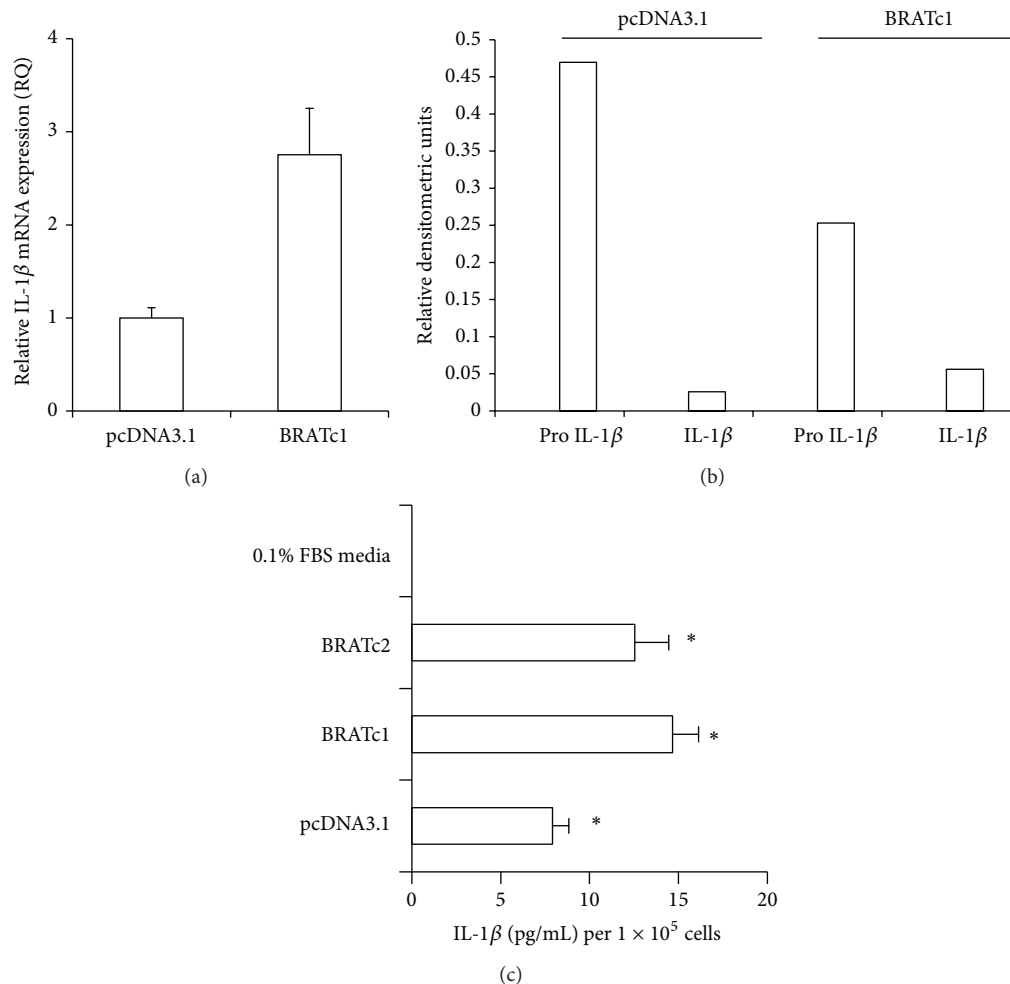 Relative IL-1β mRNA expression (RQ)
4
3
2
1
0
pcDNA3.1 BRATc1
(a)
pcDNA3.1 BRATc1
Relative densitometric units
0.5
0.45
0.4
0.35
0.3
0.25
0.2
0.15
0.1
0.05
0
Pro IL-1β IL-1β Pro IL-1β IL-1β
(b)
0.1% FBS media
BRATc2 *
BRATc1 *
pcDNA3.1 *
0 5 10 15 20
IL-1β (pg/mL) per 1 × 10⁵ cells
(c)